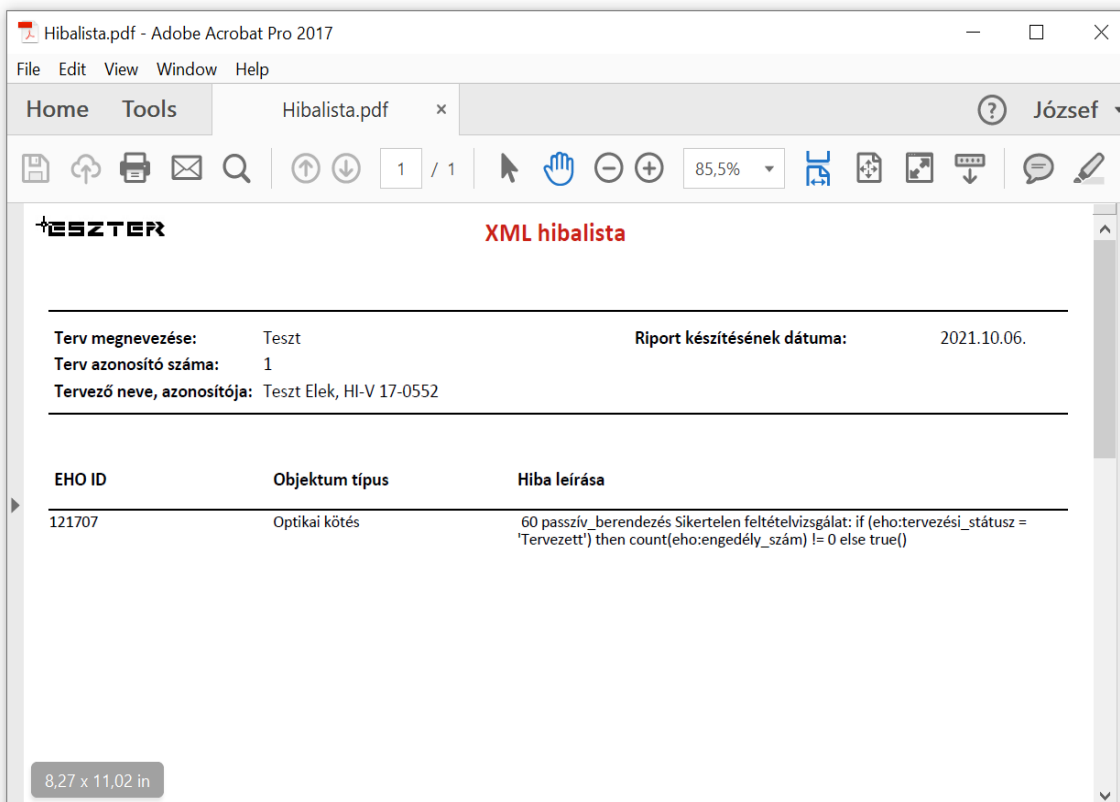 Hibalista.pdf - Adobe Acrobat Pro 2017
File Edit View Window Help
Home Tools Hibalista.pdf × ? József
1 / 1 85,5%
ESZTER
XML hibalista
Terv megnevezése: Teszt Riport készítésének dátuma: 2021.10.06.
Terv azonosító száma: 1
Tervező neve, azonosítója: Teszt Elek, HI-V 17-0552
EHO ID Objektum típus Hiba leírása
121707 Optikai kötés 60 passzív_berendezés Sikertelen feltételvizsgálat: if (eho:tervezési_státusz =
'Tervezett') then count(eho:engedély_szám) != 0 else true()
8,27 x 11,02 in